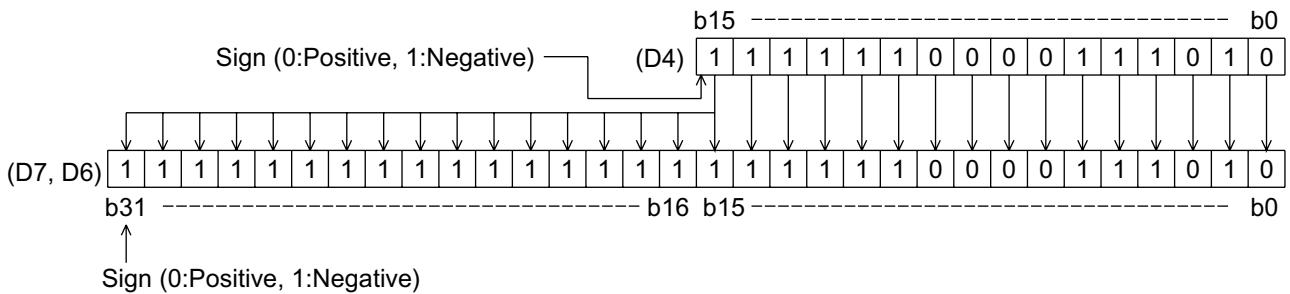 b15 b0
Sign (0:Positive, 1:Negative) (D4) 1 1 1 1 1 1 0 0 0 0 1 1 1 0 1 0
(D7, D6) 1 1 1 1 1 1 1 1 1 1 1 1 1 1 1 1 1 1 1 1 1 1 0 0 0 0 1 1 1 0 1 0
b31 b16 b15 b0
Sign (0:Positive, 1:Negative)